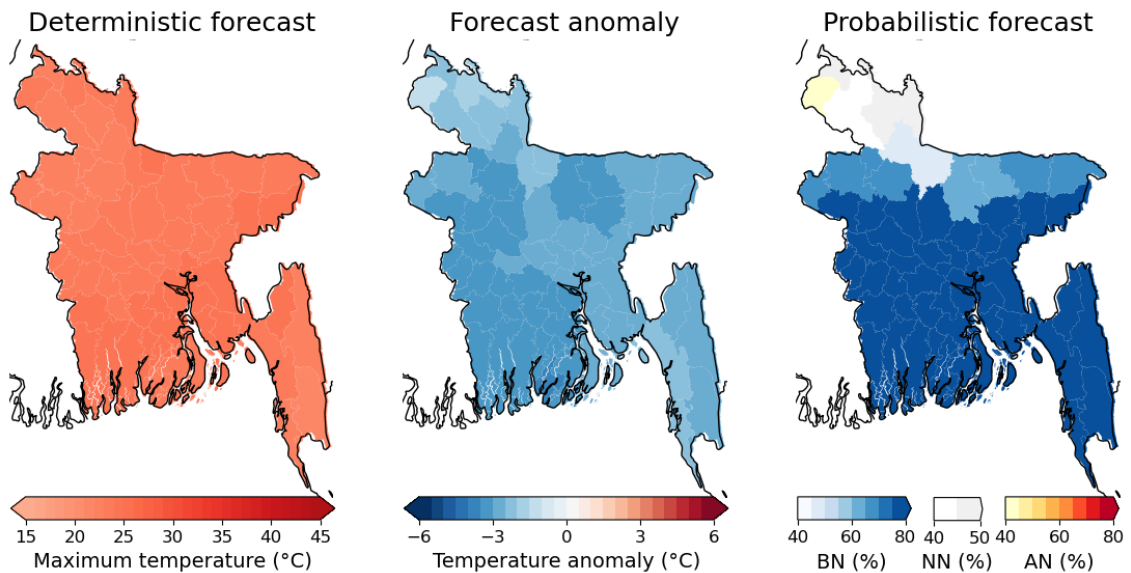 Deterministic forecast
Forecast anomaly
Probabilistic forecast
15 20 25 30 35 40 45
Maximum temperature (°C)
−6 −3 0 3 6
Temperature anomaly (°C)
40 60 80
BN (%)
40 50
NN (%)
40 60 80
AN (%)